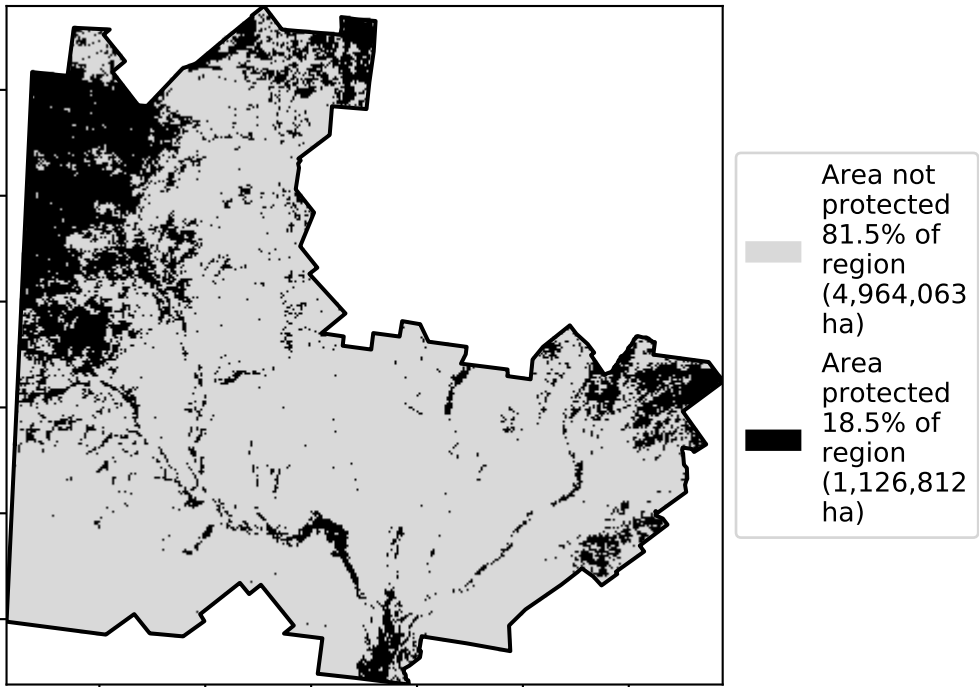 Area not
protected
81.5% of
region
(4,964,063
ha)
Area
protected
18.5% of
region
(1,126,812
ha)